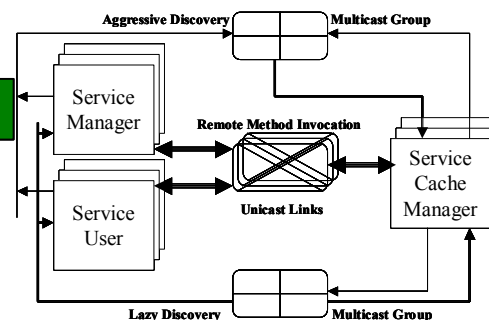 Aggressive Discovery
Multicast Group
Service
Manager
Remote Method Invocation
Service
Cache
Manager
Service
User
Unicast Links
Lazy Discovery
Multicast Group